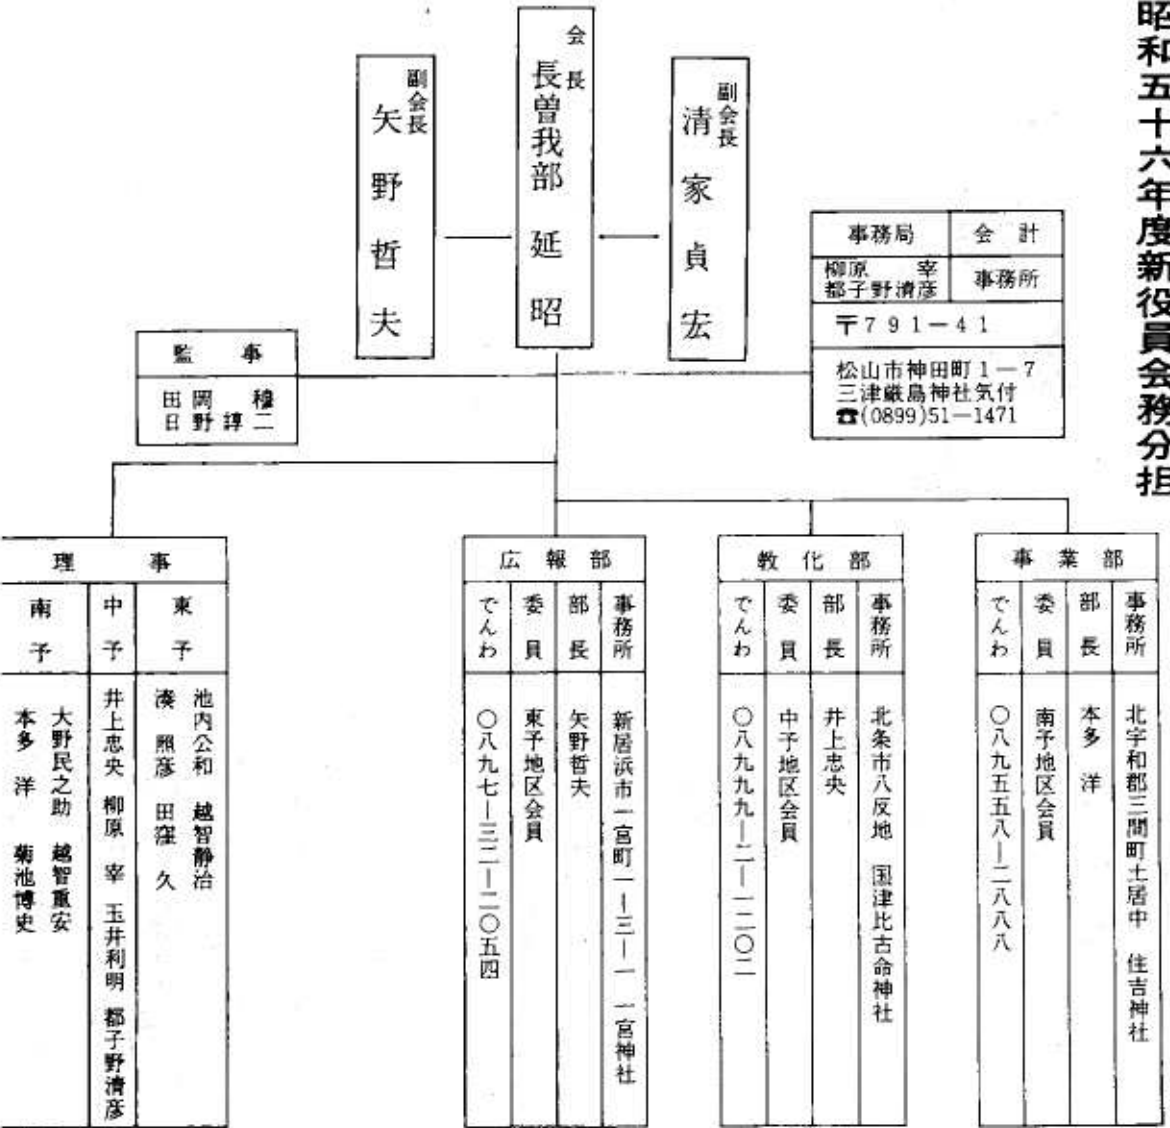 昭和五十六年度新役員会務分担
会長
長曽我部延昭
副会長
清家貞宏
副会長
矢野哲夫
事務局 会計
柳原 宰
都子野清彦
事務所
〒791-41
松山市神田町1-7
三津厳島神社気付
☎(0899)51-1471
監事
田岡 穆
日野諄二
事業部
事務所
北宇和郡三間町土居中 住吉神社
部長
本多 洋
委員
南予地区会員
でんわ
〇八九五五八―二八八八
教化部
事務所
北条市八反地 国津比古命神社
部長
井上忠央
委員
中予地区会員
でんわ
〇八九九九―二―一二〇二
広報部
事務所
新居浜市一宮町一―三―一 一宮神社
部長
矢野哲夫
委員
東予地区会員
でんわ
〇八九七―三二―二〇五四
理事
東予
池内公和 越智静治
湊 照彦 田窪 久
中予
井上忠央 柳原 宰 玉井利明 都子野清彦
南予
大野民之助 越智重安
本多 洋 菊池博史